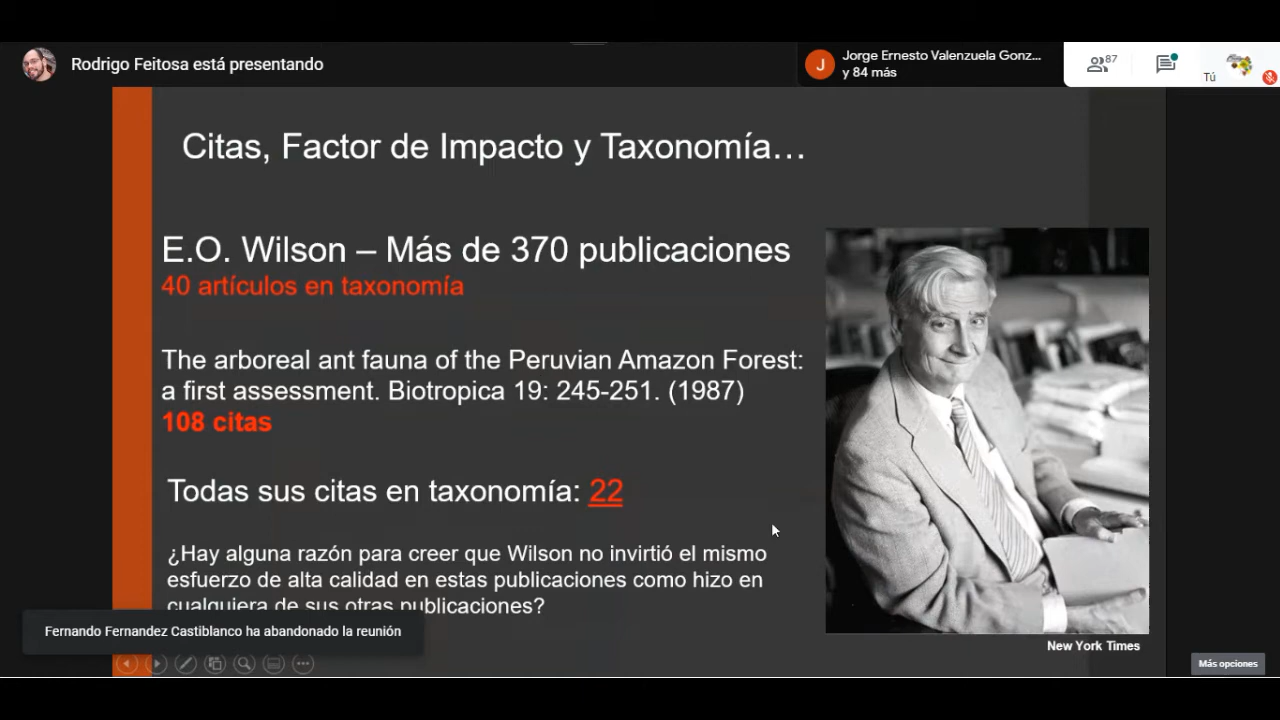 Rodrigo Feitosa está presentando
J
Jorge Ernesto Valenzuela Gonz...
y 84 más
87
Tú
Citas, Factor de Impacto y Taxonomía...
E.O. Wilson – Más de 370 publicaciones
40 artículos en taxonomía
The arboreal ant fauna of the Peruvian Amazon Forest:
a first assessment. Biotropica 19: 245-251. (1987)
108 citas
Todas sus citas en taxonomía: 22
¿Hay alguna razón para creer que Wilson no invirtió el mismo
esfuerzo de alta calidad en estas publicaciones como hizo en
cualquiera de sus otras publicaciones?
Fernando Fernandez Castiblanco ha abandonado la reunión
New York Times
Más opciones